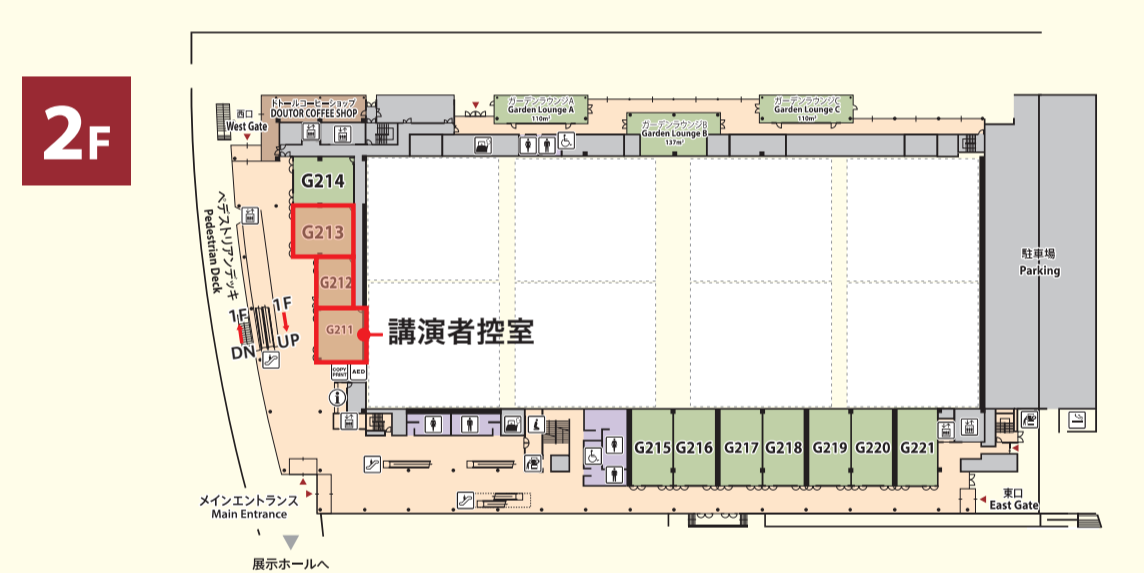 2F
西口
West Gate
ドトールコーヒーショップ
DOUTOR COFFEE SHOP
ガーデンラウンジA
Garden Lounge A
110m²
ガーデンラウンジB
Garden Lounge B
137m²
ガーデンラウンジC
Garden Lounge C
110m²
G214
G213
G212
G211
講演者控室
ペデストリアンデッキ
Pedestrian Deck
1F
DN
1F
UP
COPY
PRINT
AED
駐車場
Parking
G215
G216
G217
G218
G219
G220
G221
メインエントランス
Main Entrance
東口
East Gate
展示ホールへ